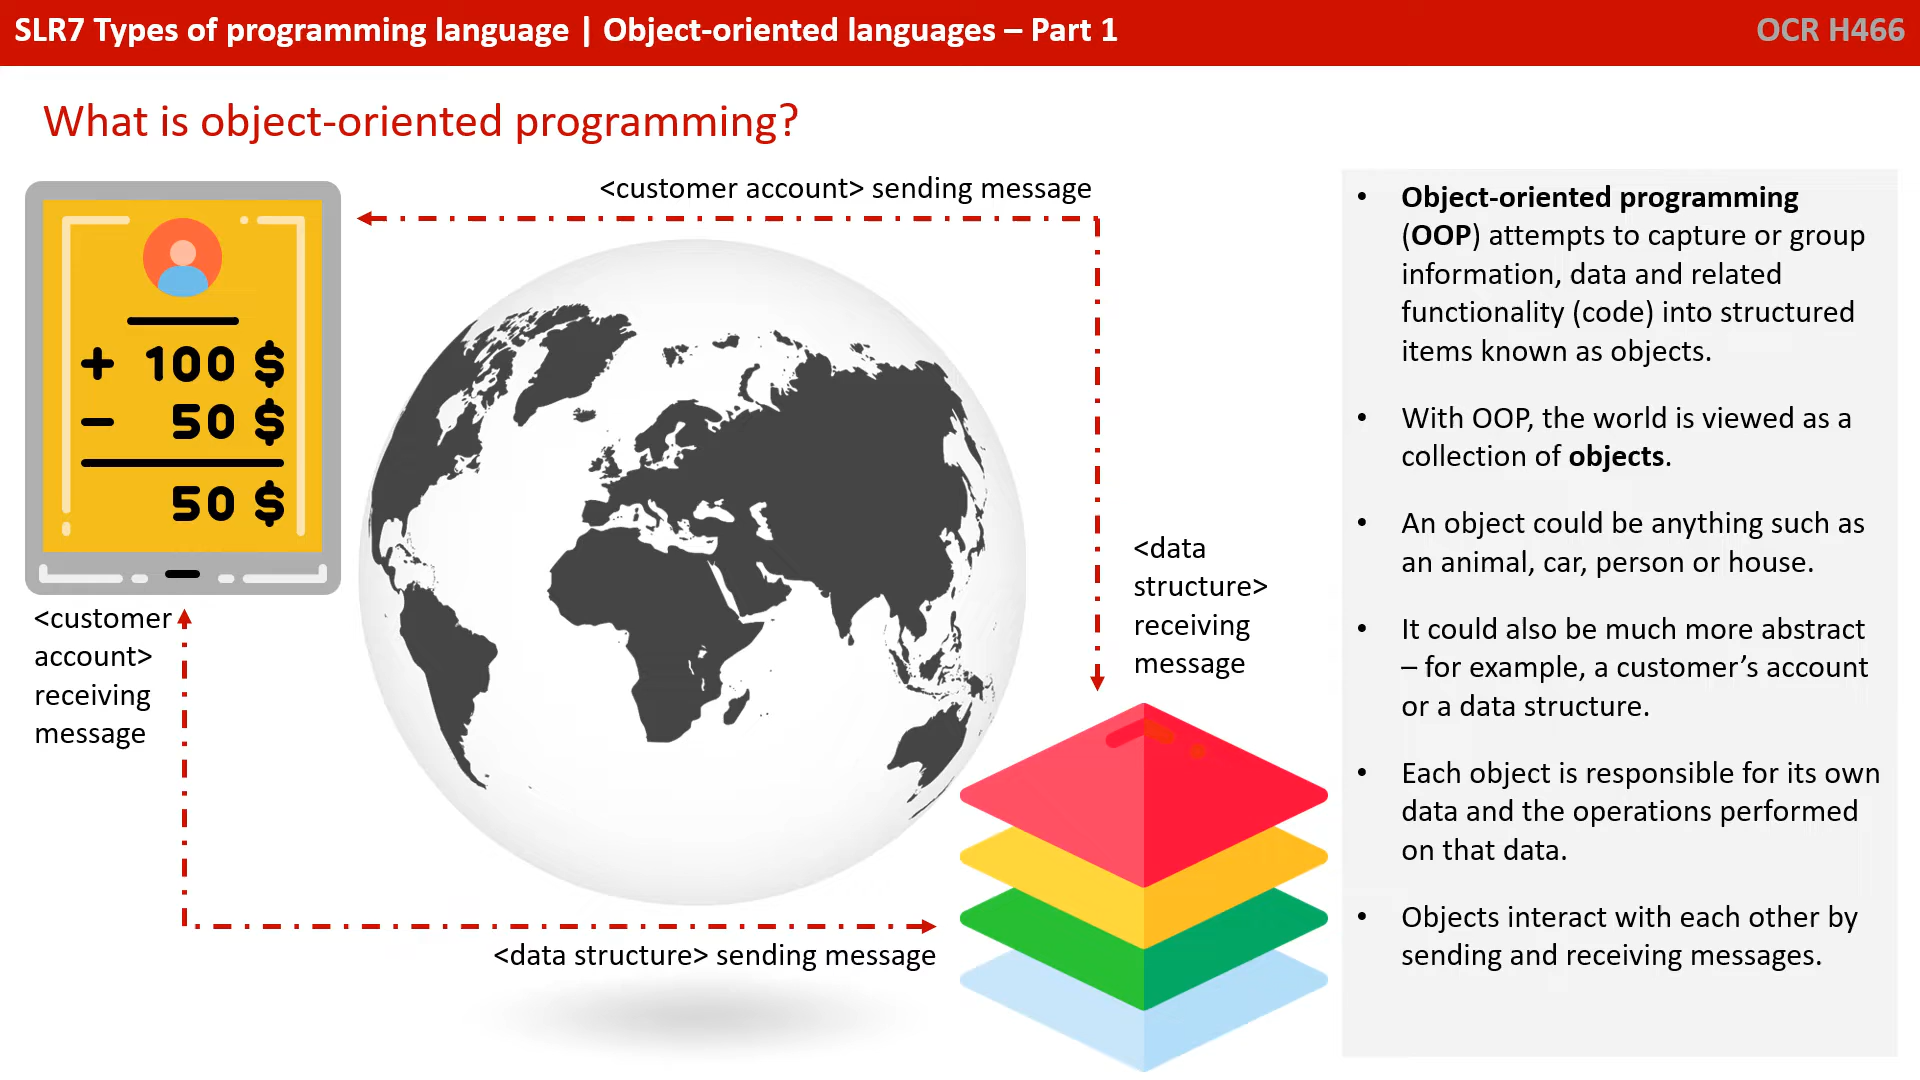 SLR7 Types of programming language | Object-oriented languages – Part 1
OCR H466
What is object-oriented programming?
<customer account> sending message
+ 100 $
– 50 $
50 $
<customer
account>
receiving
message
<data
structure>
receiving
message
<data structure> sending message
• Object-oriented programming
(OOP) attempts to capture or group
information, data and related
functionality (code) into structured
items known as objects.
• With OOP, the world is viewed as a
collection of objects.
• An object could be anything such as
an animal, car, person or house.
• It could also be much more abstract
– for example, a customer’s account
or a data structure.
• Each object is responsible for its own
data and the operations performed
on that data.
• Objects interact with each other by
sending and receiving messages.